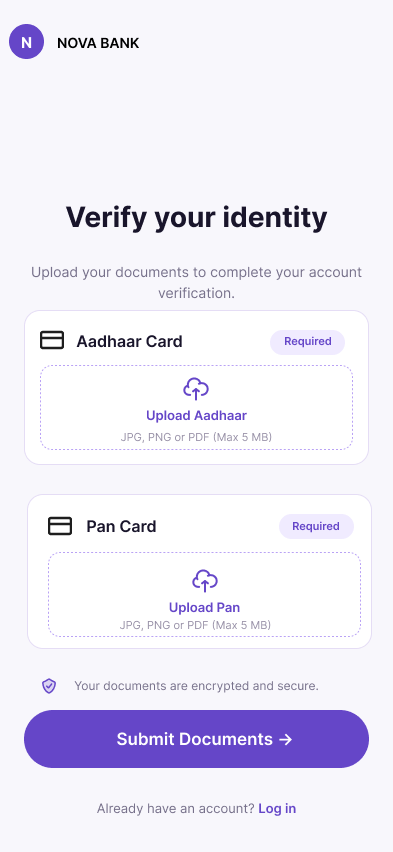 N NOVA BANK
Verify your identity
Upload your documents to complete your account
verification.
Aadhaar Card Required
Upload Aadhaar
JPG, PNG or PDF (Max 5 MB)
Pan Card Required
Upload Pan
JPG, PNG or PDF (Max 5 MB)
Your documents are encrypted and secure.
Submit Documents →
Already have an account? Log in